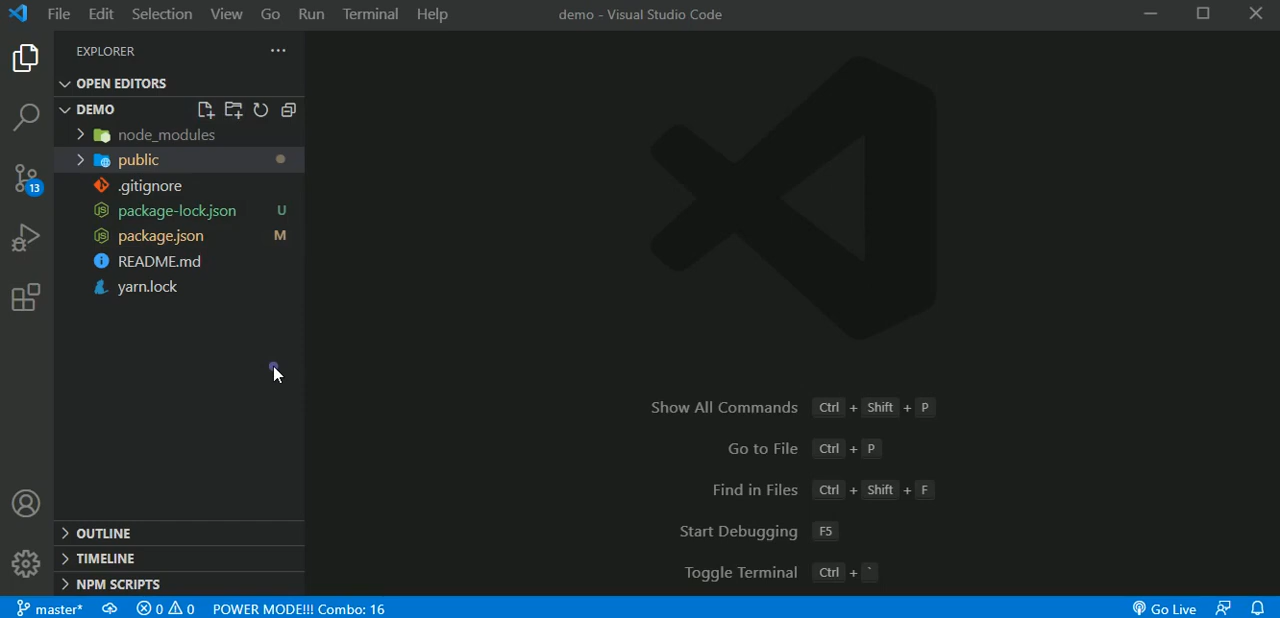 File Edit Selection View Go Run Terminal Help
demo - Visual Studio Code
EXPLORER
OPEN EDITORS
DEMO
node_modules
public
.gitignore
package-lock.json U
package.json M
README.md
yarn.lock
13
Show All Commands Ctrl + Shift + P
Go to File Ctrl + P
Find in Files Ctrl + Shift + F
Start Debugging F5
Toggle Terminal Ctrl + `
OUTLINE
TIMELINE
NPM SCRIPTS
master* 0 0 POWER MODE!!! Combo: 16 Go Live